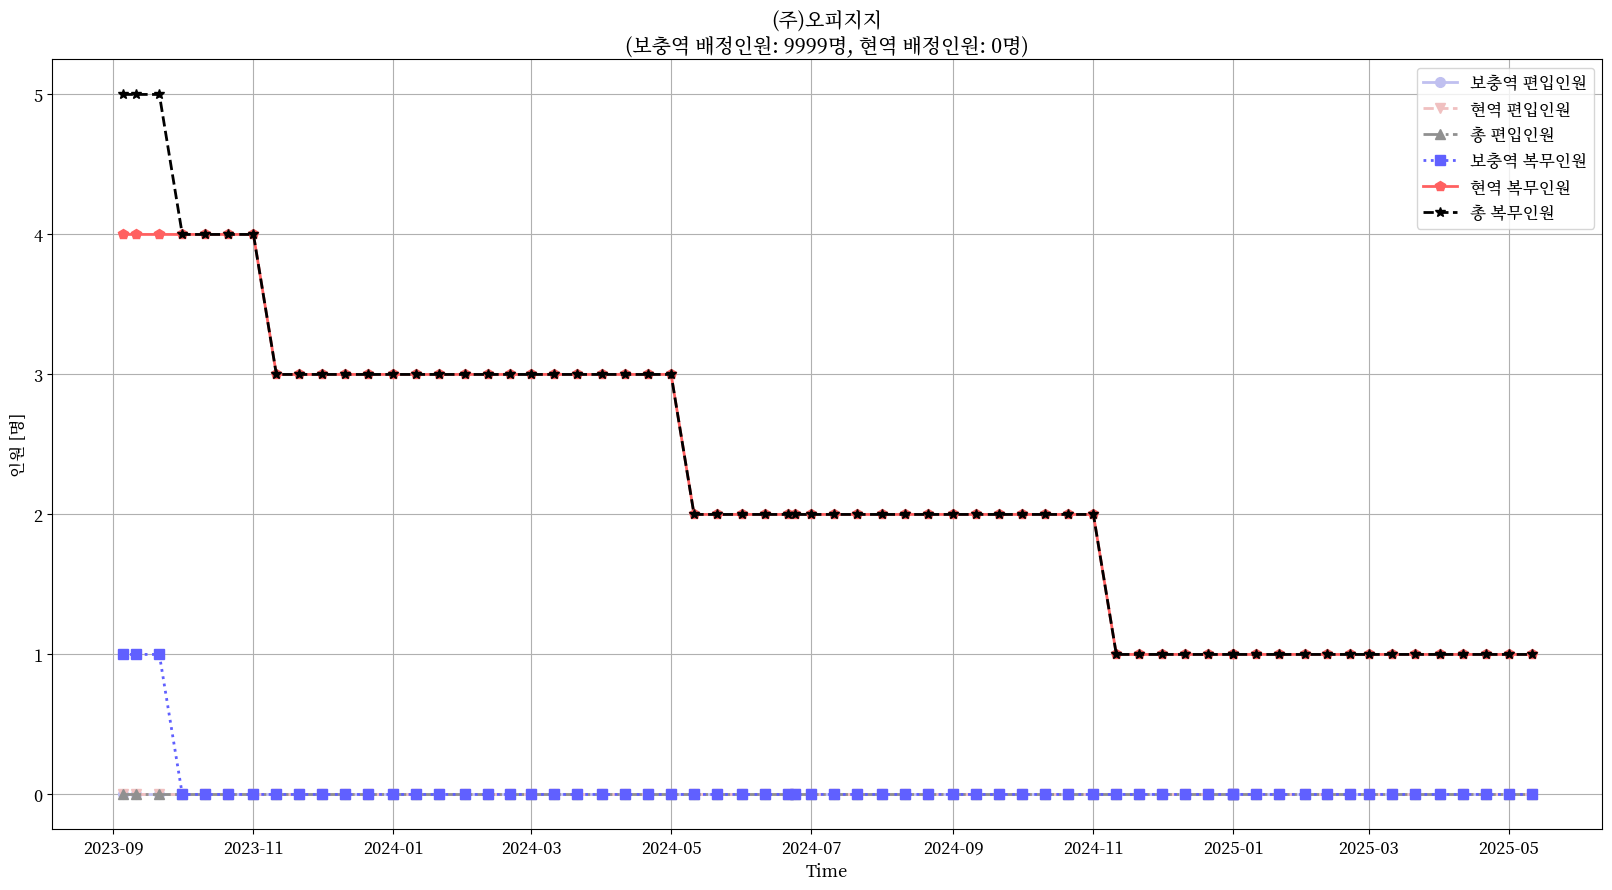 (주)오피지지
(보충역 배정인원: 9999명, 현역 배정인원: 0명)
보충역 편입인원
현역 편입인원
총 편입인원
보충역 복무인원
현역 복무인원
총 복무인원
인원 [명]
5
4
3
2
1
0
2023-09 2023-11 2024-01 2024-03 2024-05 2024-07 2024-09 2024-11 2025-01 2025-03 2025-05
Time